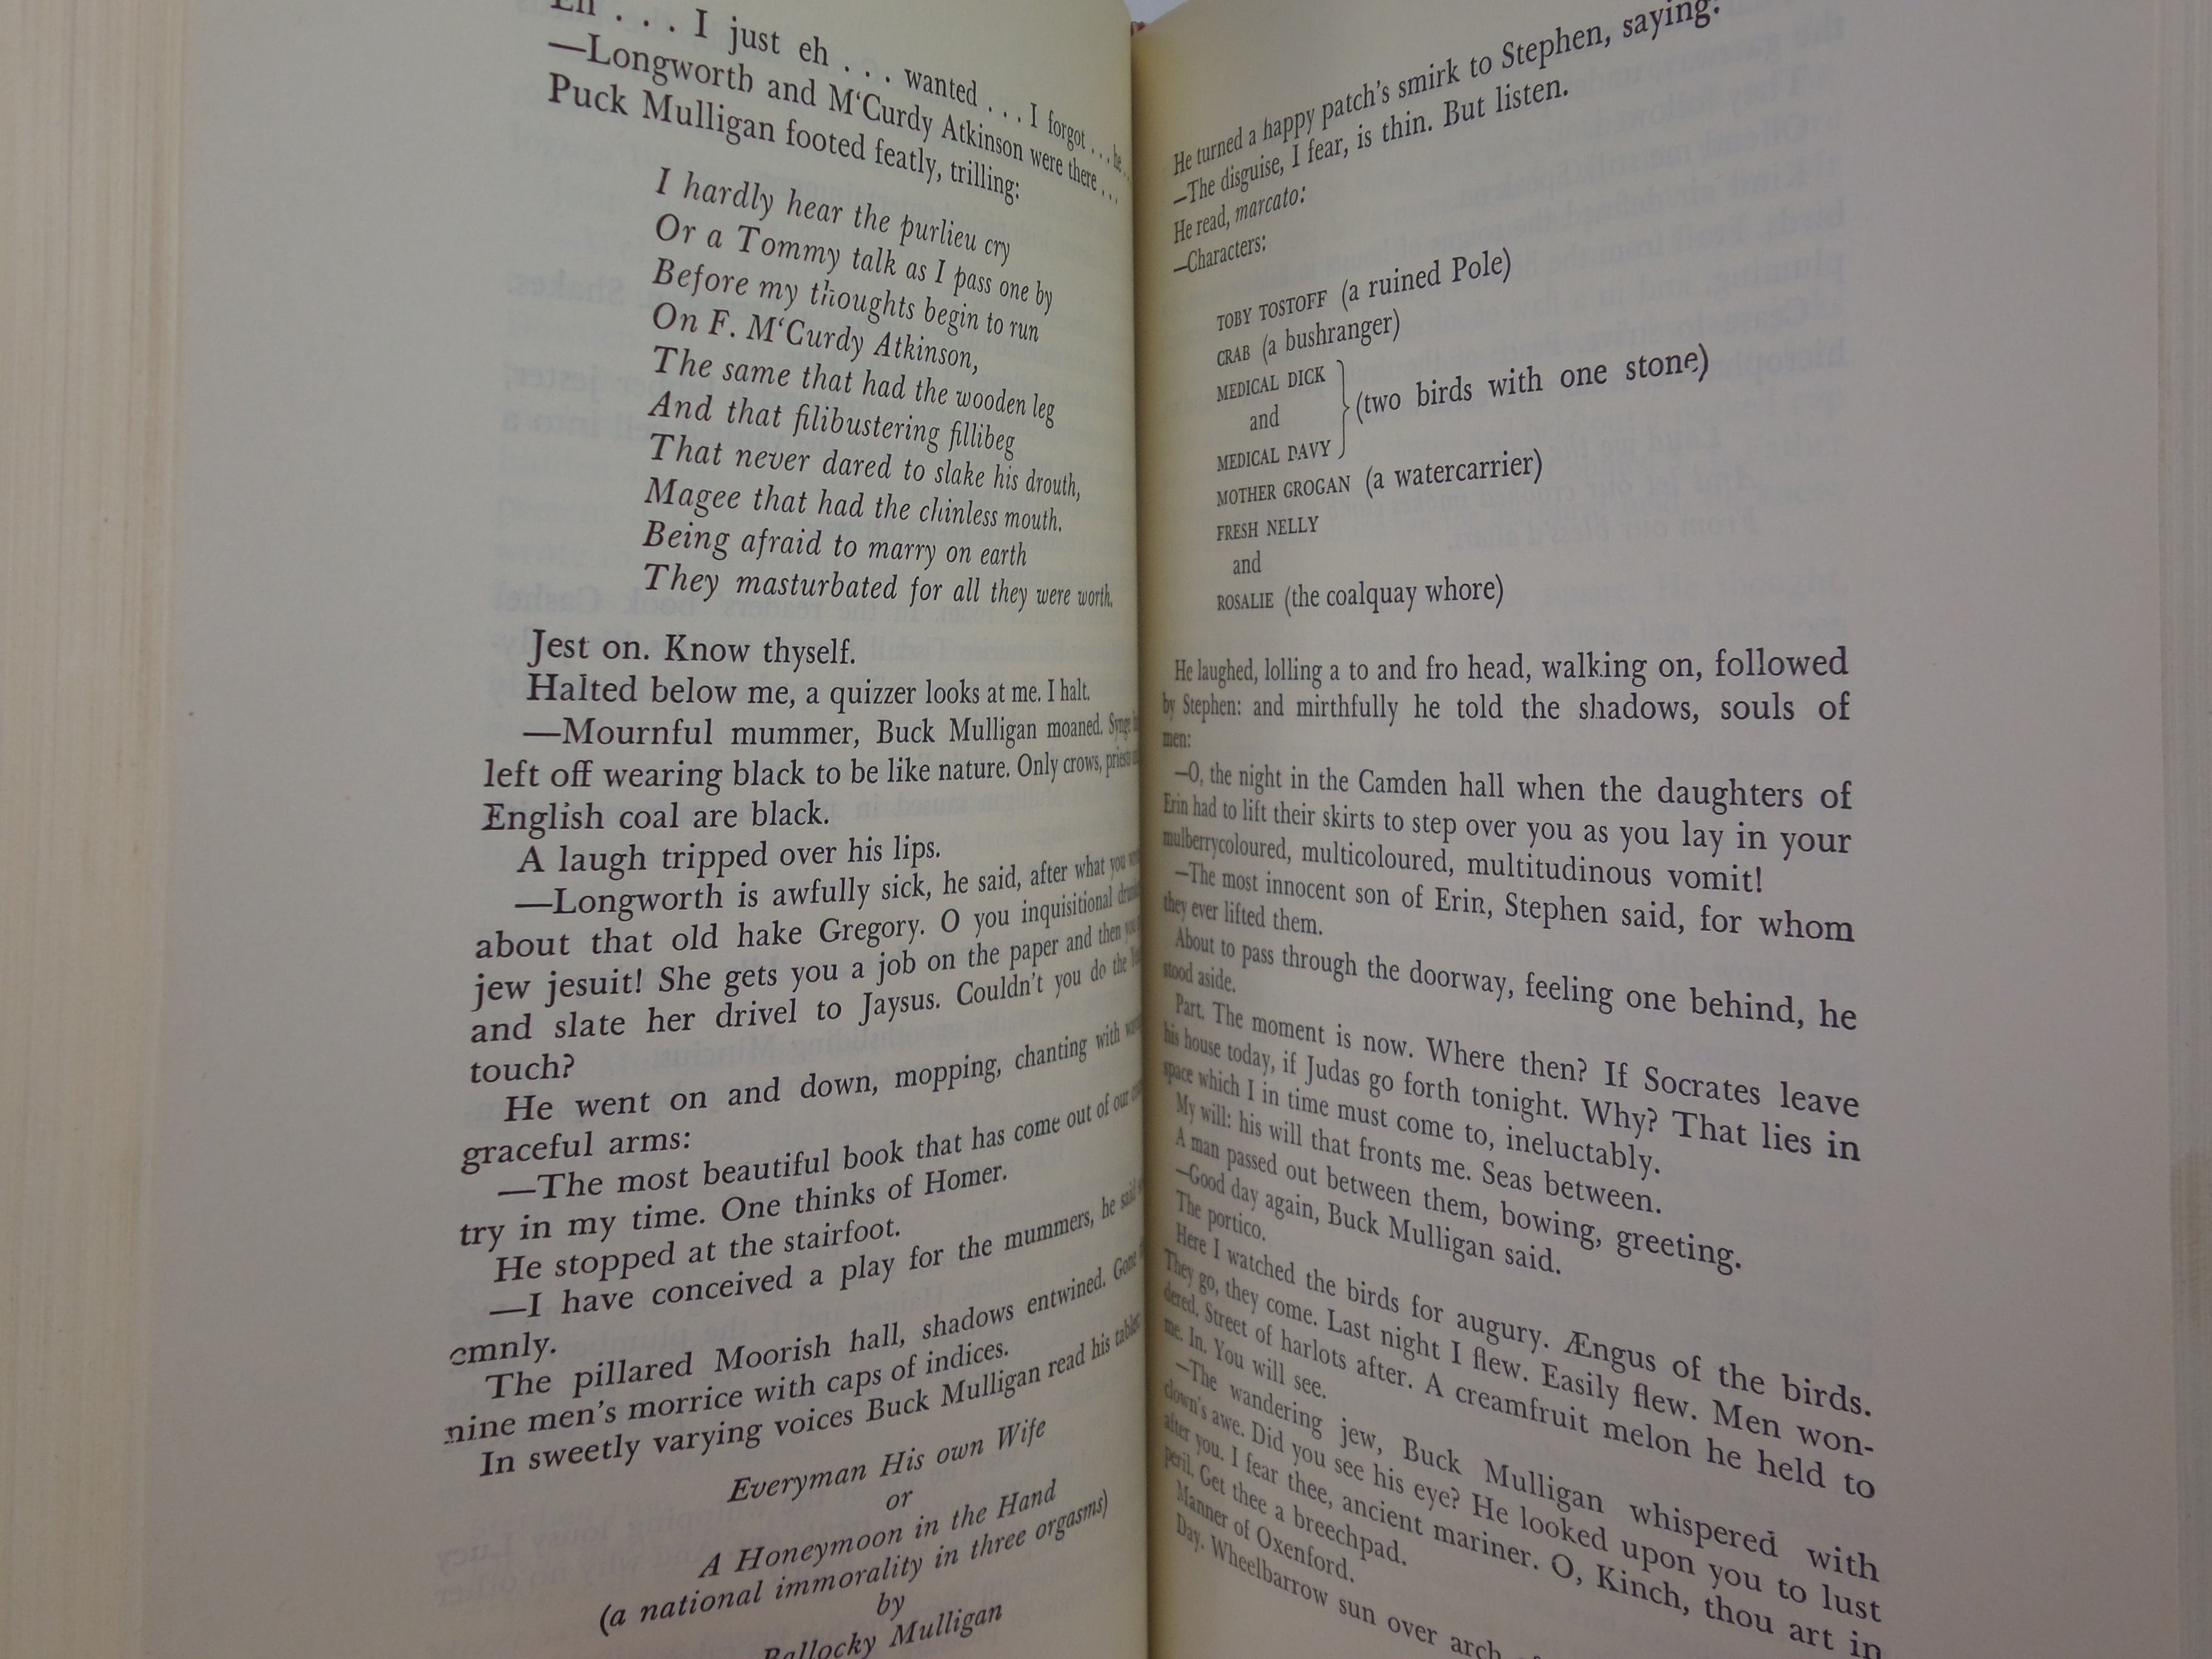 Eh . . . I just eh . . . wanted . . . I forgot . . . he . .
—Longworth and M‘Curdy Atkinson were there . . .
Puck Mulligan footed featly, trilling:
I hardly hear the purlieu cry
Or a Tommy talk as I pass one by
Before my thoughts begin to run
On F. M‘Curdy Atkinson,
The same that had the wooden leg
And that filibustering fillibeg
That never dared to slake his drouth,
Magee that had the chinless mouth.
Being afraid to marry on earth
They masturbated for all they were worth.
Jest on. Know thyself.
Halted below me, a quizzer looks at me. I halt.
—Mournful mummer, Buck Mulligan moaned. Synge
left off wearing black to be like nature. Only crows, priests
English coal are black.
A laugh tripped over his lips.
—Longworth is awfully sick, he said, after what you
about that old hake Gregory. O you inquisitional
jew jesuit! She gets you a job on the paper and then you
and slate her drivel to Jaysus. Couldn’t you do the
touch?
He went on and down, mopping, chanting with
graceful arms:
—The most beautiful book that has come out of our
try in my time. One thinks of Homer.
He stopped at the stairfoot.
—I have conceived a play for the mummers, he said
emnly.
The pillared Moorish hall, shadows entwined. Gone
nine men’s morrice with caps of indices.
In sweetly varying voices Buck Mulligan read his tablet:
Everyman His own Wife
or
A Honeymoon in the Hand
(a national immorality in three orgasms)
by
Ballocky Mulligan
He turned a happy patch’s smirk to Stephen, saying:
—The disguise, I fear, is thin. But listen.
He read, marcato:
—Characters:
TOBY TOSTOFF (a ruined Pole)
CRAB (a bushranger)
MEDICAL DICK
and
(two birds with one stone)
MEDICAL DAVY
MOTHER GROGAN (a watercarrier)
FRESH NELLY
and
ROSALIE (the coalquay whore)
He laughed, lolling a to and fro head, walking on, followed
by Stephen: and mirthfully he told the shadows, souls of
men:
—O, the night in the Camden hall when the daughters of
Erin had to lift their skirts to step over you as you lay in your
mulberrycoloured, multicoloured, multitudinous vomit!
—The most innocent son of Erin, Stephen said, for whom
they ever lifted them.
About to pass through the doorway, feeling one behind, he
stood aside.
Part. The moment is now. Where then? If Socrates leave
his house today, if Judas go forth tonight. Why? That lies in
space which I in time must come to, ineluctably.
My will: his will that fronts me. Seas between.
A man passed out between them, bowing, greeting.
—Good day again, Buck Mulligan said.
The portico.
Here I watched the birds for augury. Ængus of the birds.
They go, they come. Last night I flew. Easily flew. Men won-
dered. Street of harlots after. A creamfruit melon he held to
me. In. You will see.
—The wandering jew, Buck Mulligan whispered with
clown’s awe. Did you see his eye? He looked upon you to lust
after you. I fear thee, ancient mariner. O, Kinch, thou art in
peril. Get thee a breechpad.
Manner of Oxenford.
Day. Wheelbarrow sun over arch